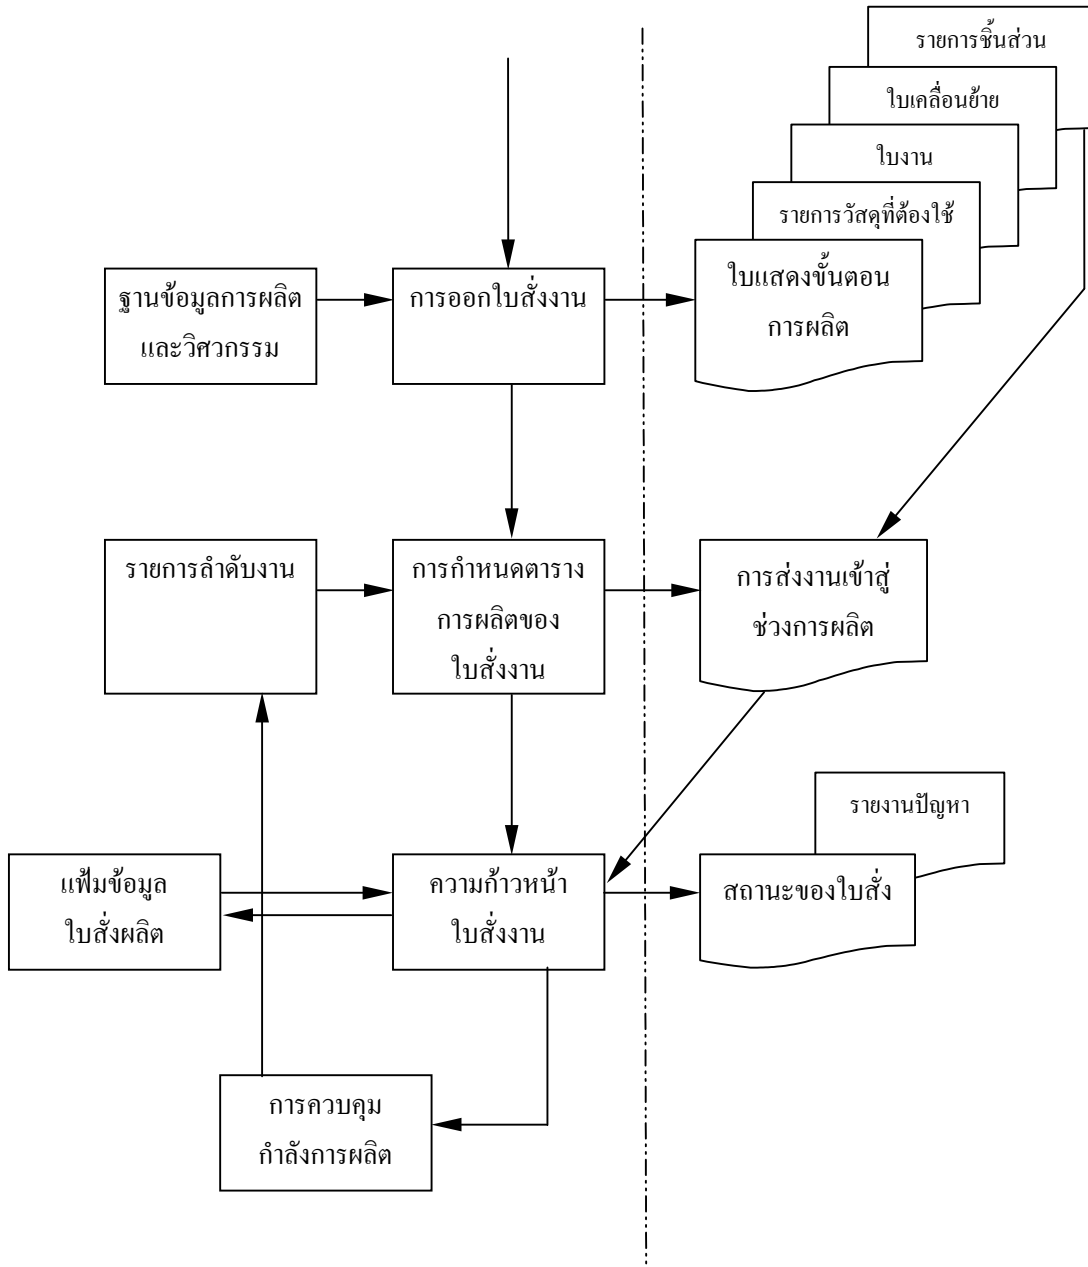 รายการชิ้นส่วน
ใบเคลื่อนย้าย
ใบงาน
รายการวัสดุที่ต้องใช้
ใบแสดงขั้นตอน
การผลิต
ฐานข้อมูลการผลิต
และวิศวกรรม
การออกใบสั่งงาน
รายการลำดับงาน
การกำหนดตาราง
การผลิตของ
ใบสั่งงาน
การส่งงานเข้าสู่
ช่วงการผลิต
รายงานปัญหา
แฟ้มข้อมูล
ใบสั่งผลิต
ความก้าวหน้า
ใบสั่งงาน
สถานะของใบสั่ง
การควบคุม
กำลังการผลิต